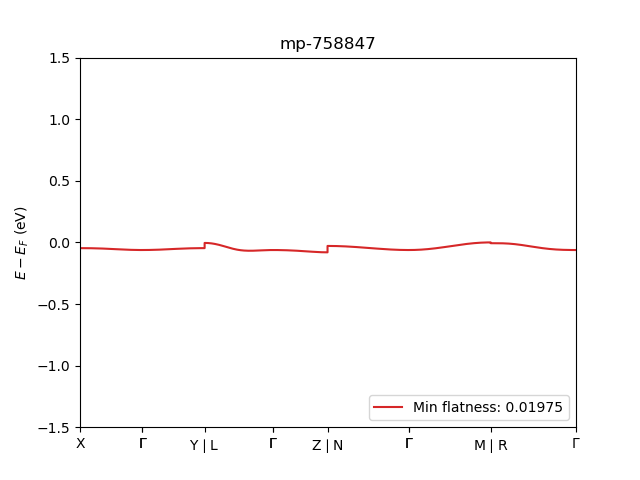 mp-758847
1.5
1.0
0.5
0.0
−0.5
−1.0
−1.5
E − E_F (eV)
Min flatness: 0.01975
X Γ Y | L Γ Z | N Γ M | R Γ